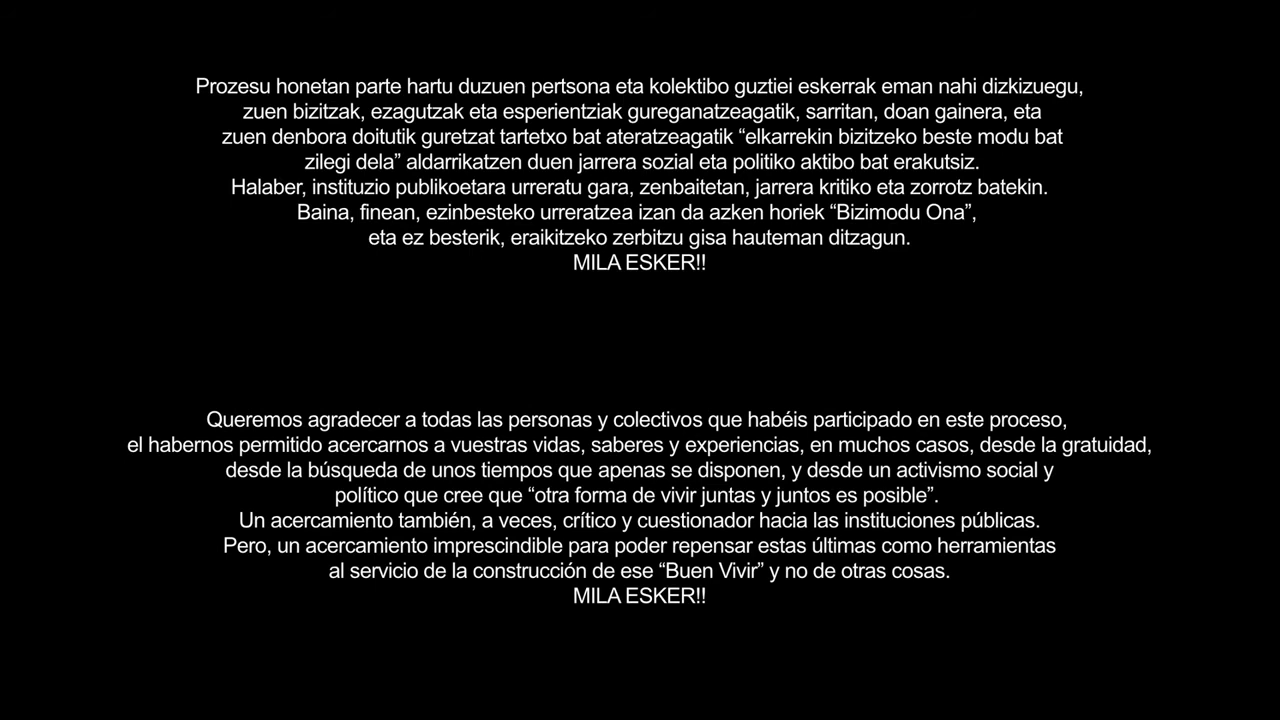 Prozesu honetan parte hartu duzuen pertsona eta kolektibo guztiei eskerrak eman nahi dizkizuegu,
zuen bizitzak, ezagutzak eta esperientziak gureganatzeagatik, sarritan, doan gainera, eta
zuen denbora doitutik guretzat tartetxo bat ateratzeagatik “elkarrekin bizitzeko beste modu bat
zilegi dela” aldarrikatzen duen jarrera sozial eta politiko aktibo bat erakutsiz.
Halaber, instituzio publikoetara urreratu gara, zenbaitetan, jarrera kritiko eta zorrotz batekin.
Baina, finean, ezinbesteko urreratzea izan da azken horiek “Bizimodu Ona”,
eta ez besterik, eraikitzeko zerbitzu gisa hauteman ditzagun.
MILA ESKER!!
Queremos agradecer a todas las personas y colectivos que habéis participado en este proceso,
el habernos permitido acercarnos a vuestras vidas, saberes y experiencias, en muchos casos, desde la gratuidad,
desde la búsqueda de unos tiempos que apenas se disponen, y desde un activismo social y
político que cree que “otra forma de vivir juntas y juntos es posible”.
Un acercamiento también, a veces, crítico y cuestionador hacia las instituciones públicas.
Pero, un acercamiento imprescindible para poder repensar estas últimas como herramientas
al servicio de la construcción de ese “Buen Vivir” y no de otras cosas.
MILA ESKER!!